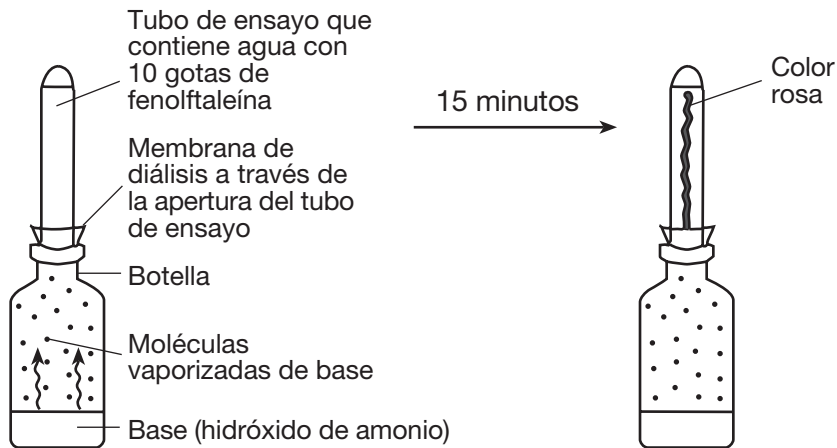 Tubo de ensayo que
contiene agua con
10 gotas de
fenolftaleína
Membrana de
diálisis a través de
la apertura del tubo
de ensayo
Botella
Moléculas
vaporizadas de base
Base (hidróxido de amonio)
15 minutos
Color
rosa